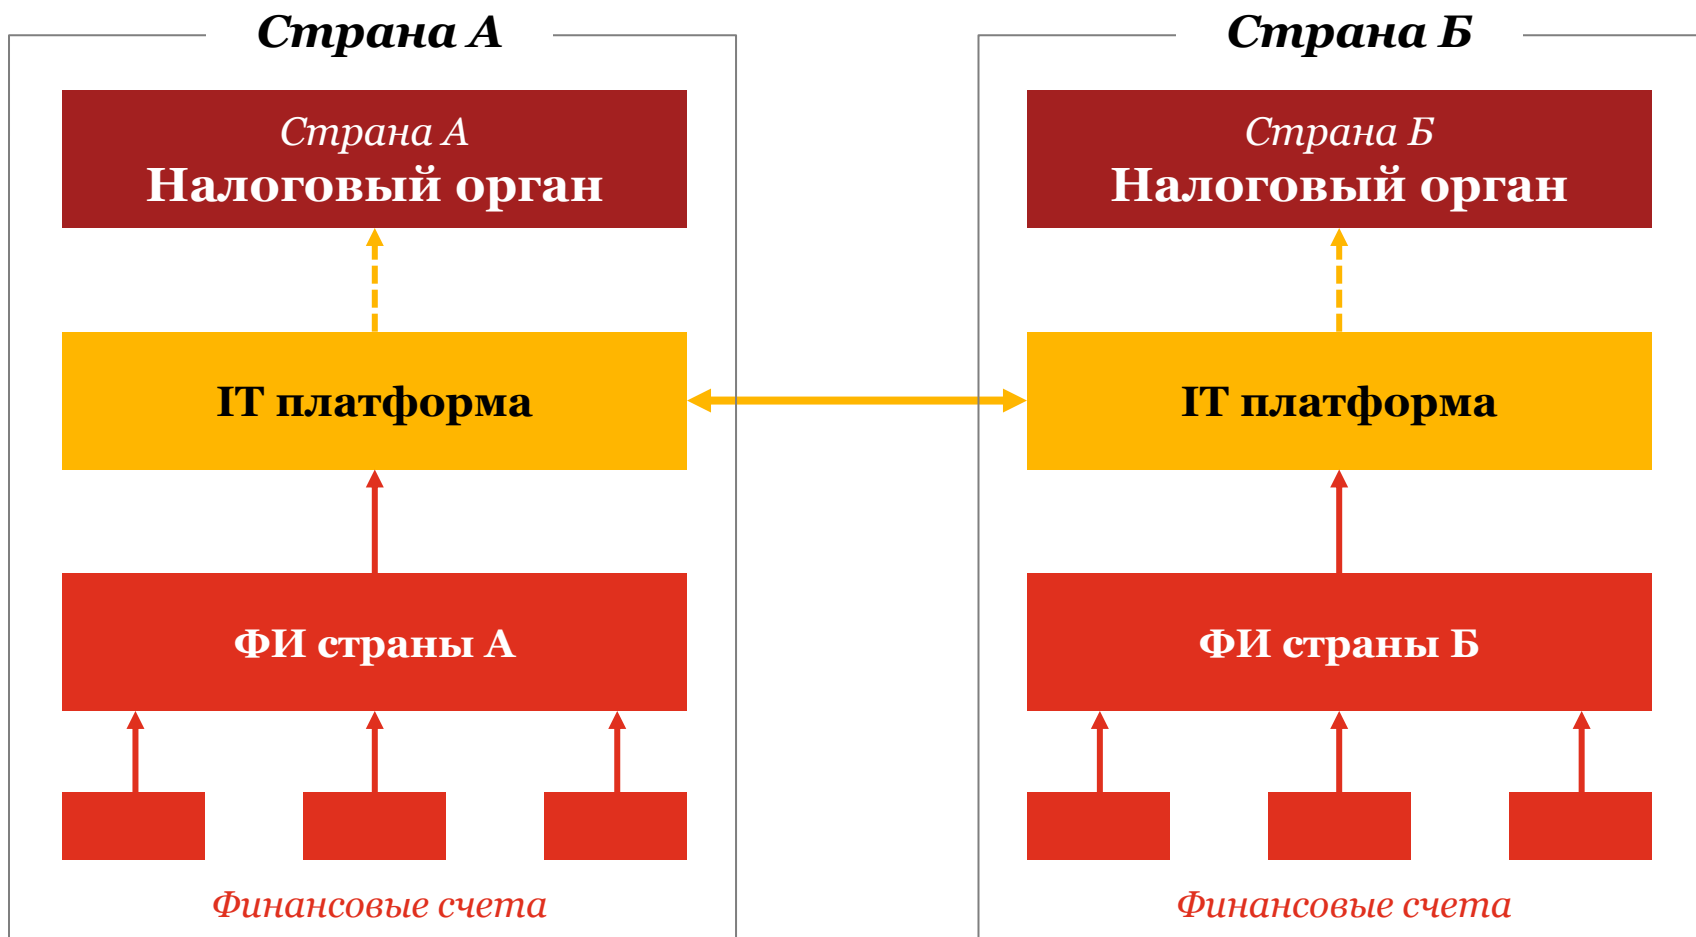 Страна А
Страна А
Налоговый орган
IT платформа
ФИ страны А
Финансовые счета
Страна Б
Страна Б
Налоговый орган
IT платформа
ФИ страны Б
Финансовые счета